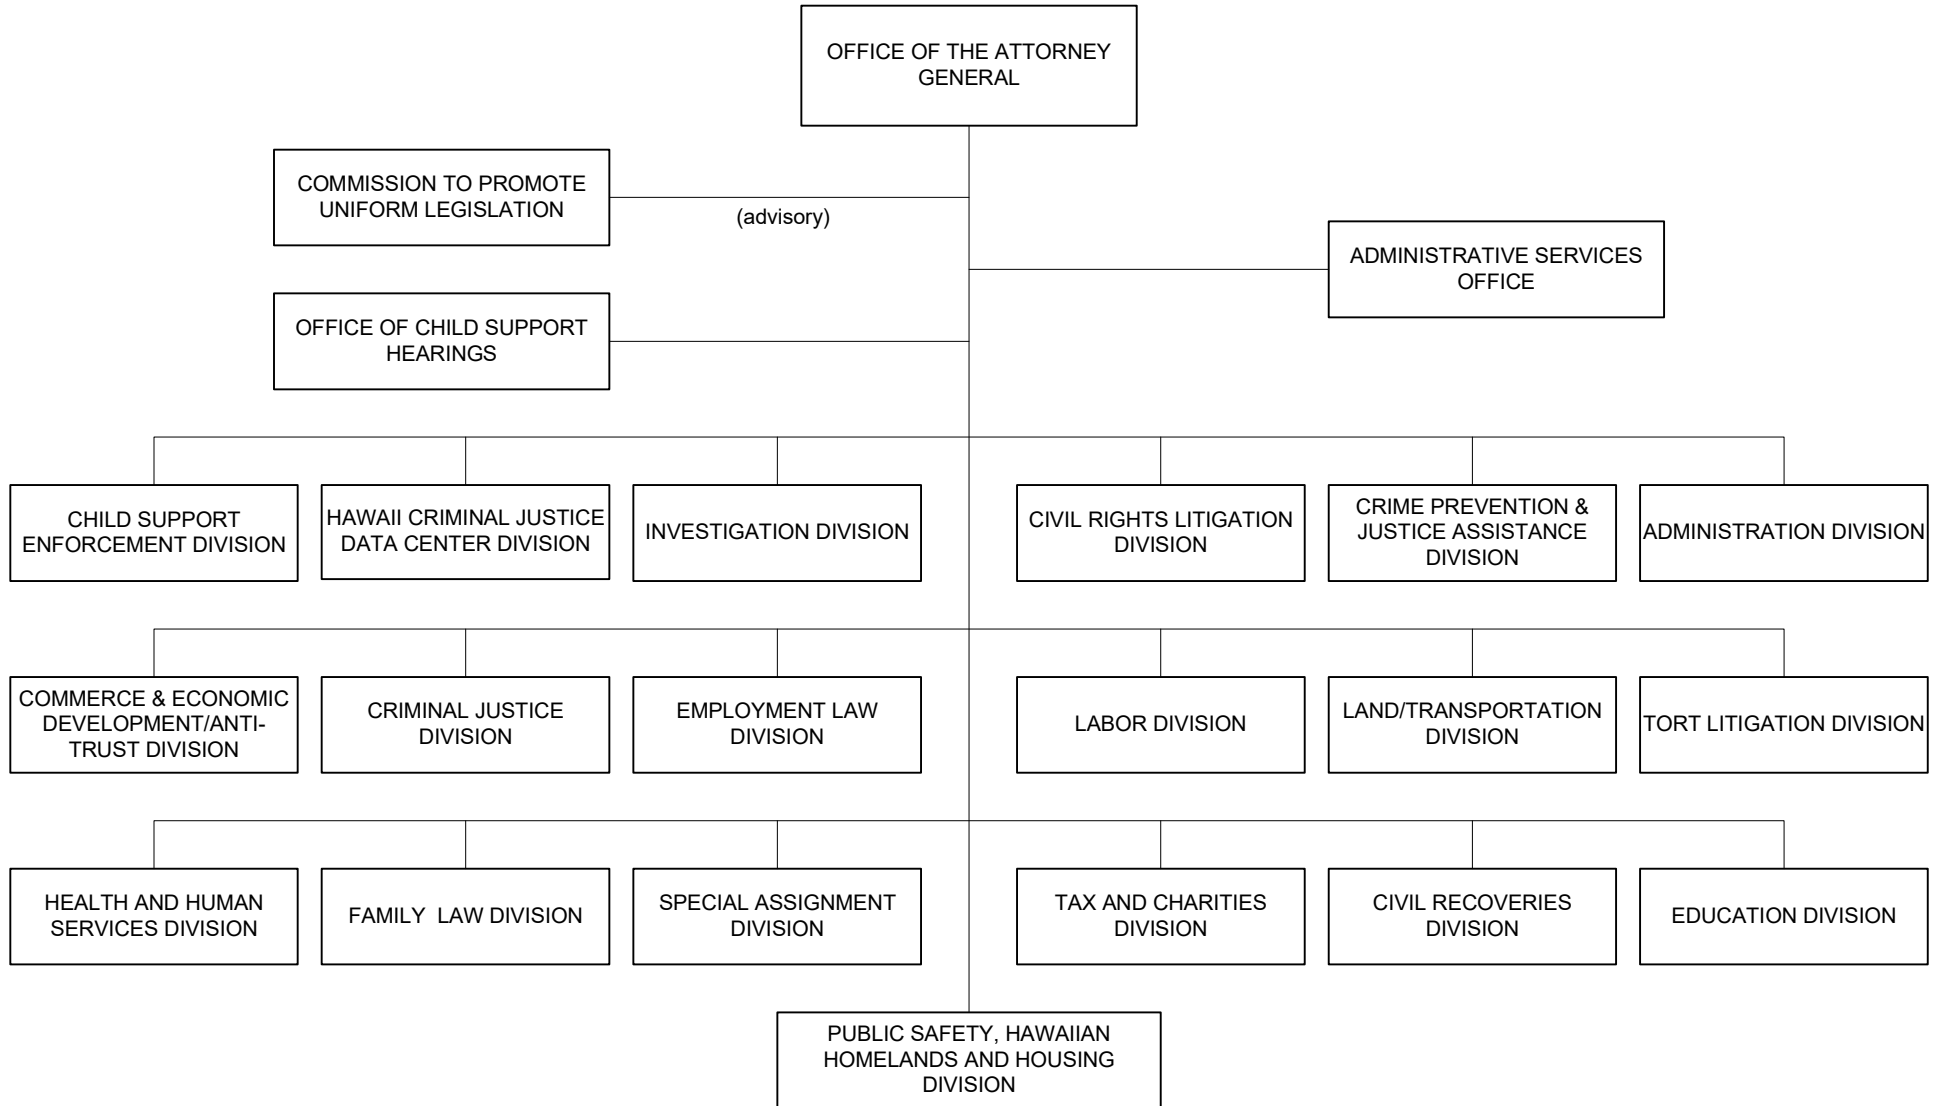 OFFICE OF THE ATTORNEY
GENERAL
COMMISSION TO PROMOTE
UNIFORM LEGISLATION
(advisory)
ADMINISTRATIVE SERVICES
OFFICE
OFFICE OF CHILD SUPPORT
HEARINGS
CHILD SUPPORT
ENFORCEMENT DIVISION
HAWAII CRIMINAL JUSTICE
DATA CENTER DIVISION
INVESTIGATION DIVISION
CIVIL RIGHTS LITIGATION
DIVISION
CRIME PREVENTION &
JUSTICE ASSISTANCE
DIVISION
ADMINISTRATION DIVISION
COMMERCE & ECONOMIC
DEVELOPMENT/ANTI-
TRUST DIVISION
CRIMINAL JUSTICE
DIVISION
EMPLOYMENT LAW
DIVISION
LABOR DIVISION
LAND/TRANSPORTATION
DIVISION
TORT LITIGATION DIVISION
HEALTH AND HUMAN
SERVICES DIVISION
FAMILY LAW DIVISION
SPECIAL ASSIGNMENT
DIVISION
TAX AND CHARITIES
DIVISION
CIVIL RECOVERIES
DIVISION
EDUCATION DIVISION
PUBLIC SAFETY, HAWAIIAN
HOMELANDS AND HOUSING
DIVISION